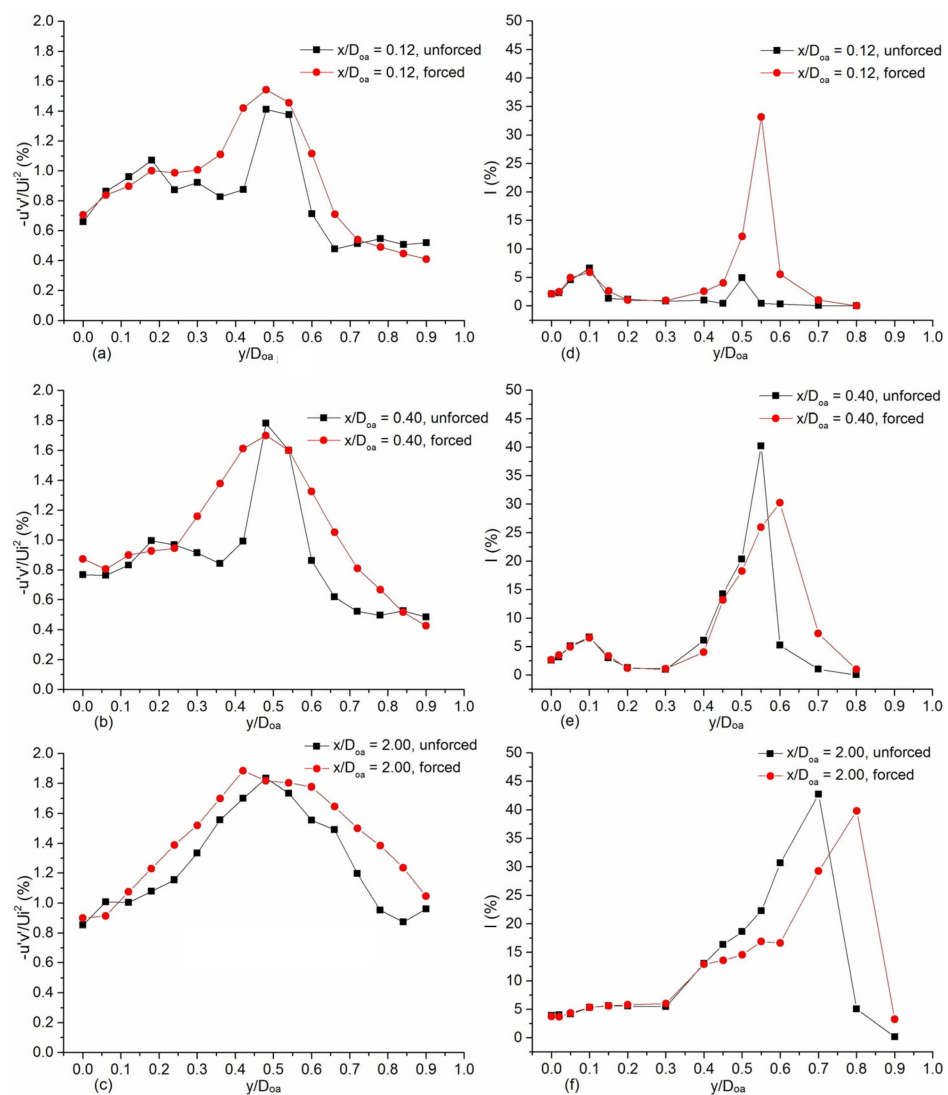 x/Doa = 0.12, unforced
x/Doa = 0.12, forced
-u'v'/Ui² (%)
2.0
1.8
1.6
1.4
1.2
1.0
0.8
0.6
0.4
0.2
0.0
0.0 0.1 0.2 0.3 0.4 0.5 0.6 0.7 0.8 0.9 1.0
(a)
y/Doa
x/Doa = 0.12, unforced
x/Doa = 0.12, forced
I (%)
50
45
40
35
30
25
20
15
10
5
0
0.0 0.1 0.2 0.3 0.4 0.5 0.6 0.7 0.8 0.9 1.0
(d)
y/Doa
x/Doa = 0.40, unforced
x/Doa = 0.40, forced
-u'v'/Ui² (%)
2.0
1.8
1.6
1.4
1.2
1.0
0.8
0.6
0.4
0.2
0.0
0.0 0.1 0.2 0.3 0.4 0.5 0.6 0.7 0.8 0.9 1.0
(b)
y/Doa
x/Doa = 0.40, unforced
x/Doa = 0.40, forced
I (%)
50
45
40
35
30
25
20
15
10
5
0
0.0 0.1 0.2 0.3 0.4 0.5 0.6 0.7 0.8 0.9 1.0
(e)
y/Doa
x/Doa = 2.00, unforced
x/Doa = 2.00, forced
-u'v'/Ui² (%)
2.0
1.8
1.6
1.4
1.2
1.0
0.8
0.6
0.4
0.2
0.0
0.0 0.1 0.2 0.3 0.4 0.5 0.6 0.7 0.8 0.9 1.0
(c)
y/Doa
x/Doa = 2.00, unforced
x/Doa = 2.00, forced
I (%)
50
45
40
35
30
25
20
15
10
5
0
0.0 0.1 0.2 0.3 0.4 0.5 0.6 0.7 0.8 0.9 1.0
(f)
y/Doa